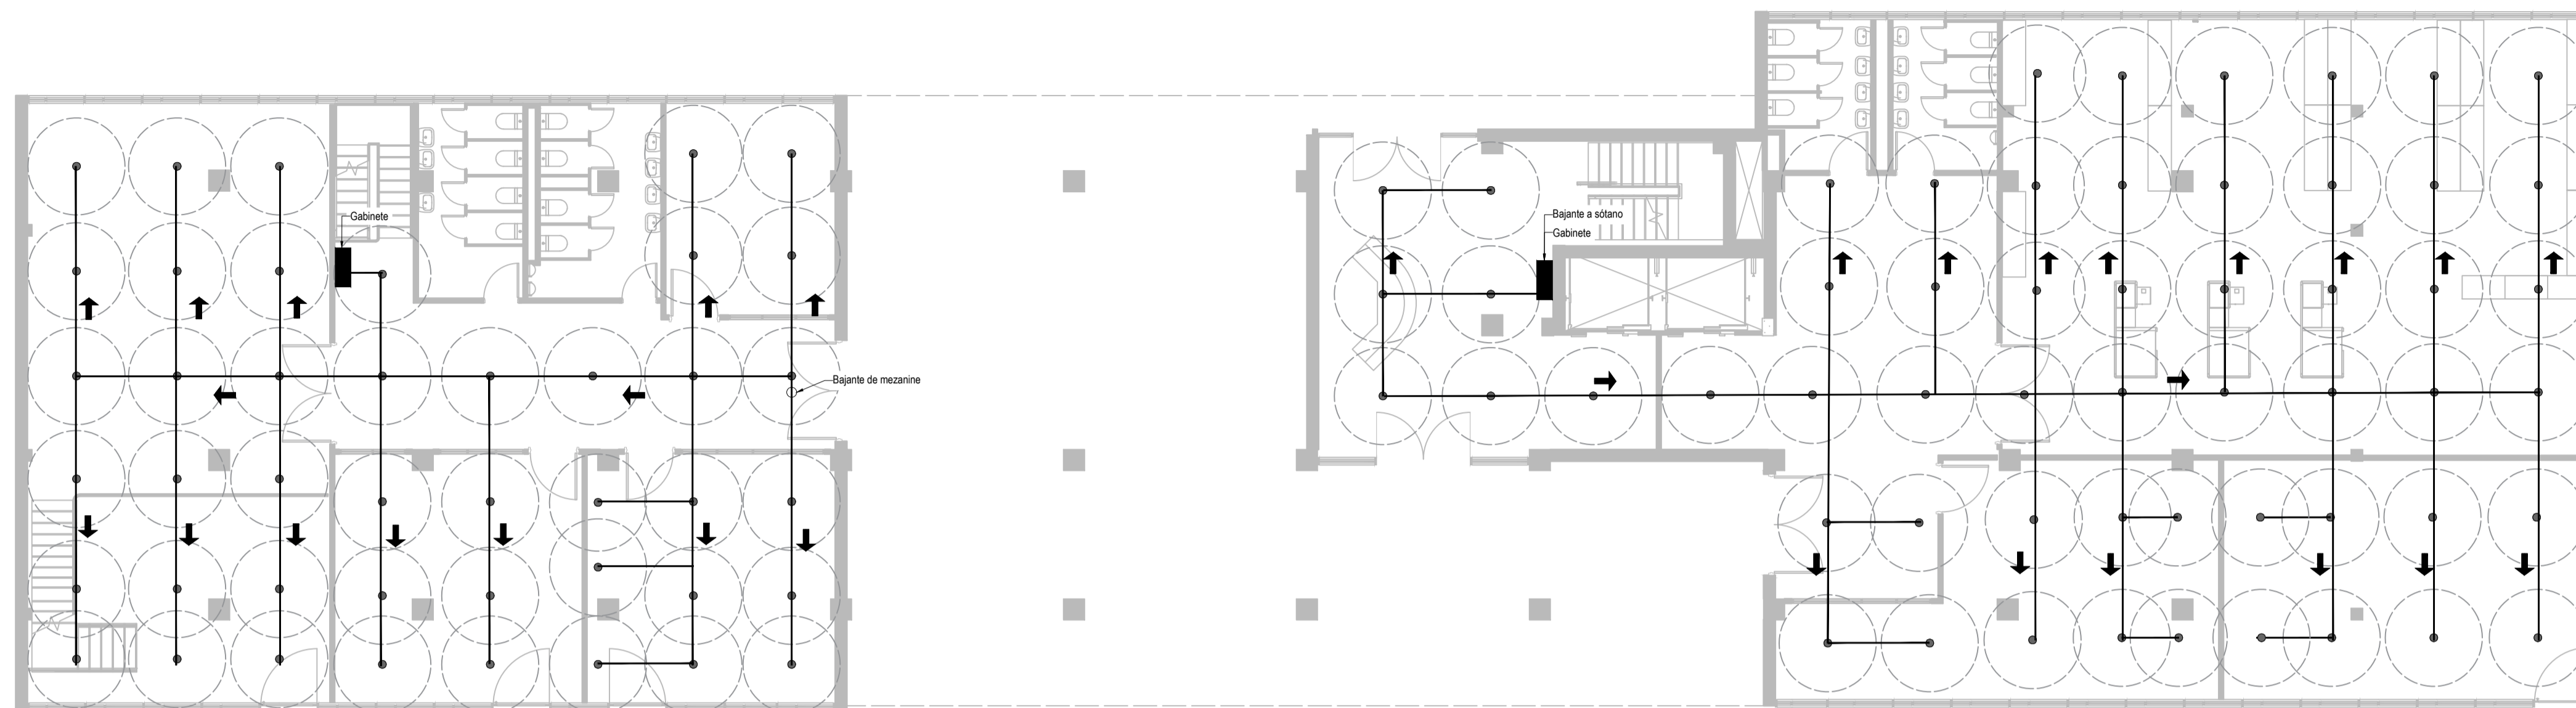 Gabinete
Bajante de mezanine
Bajante a sótano
Gabinete